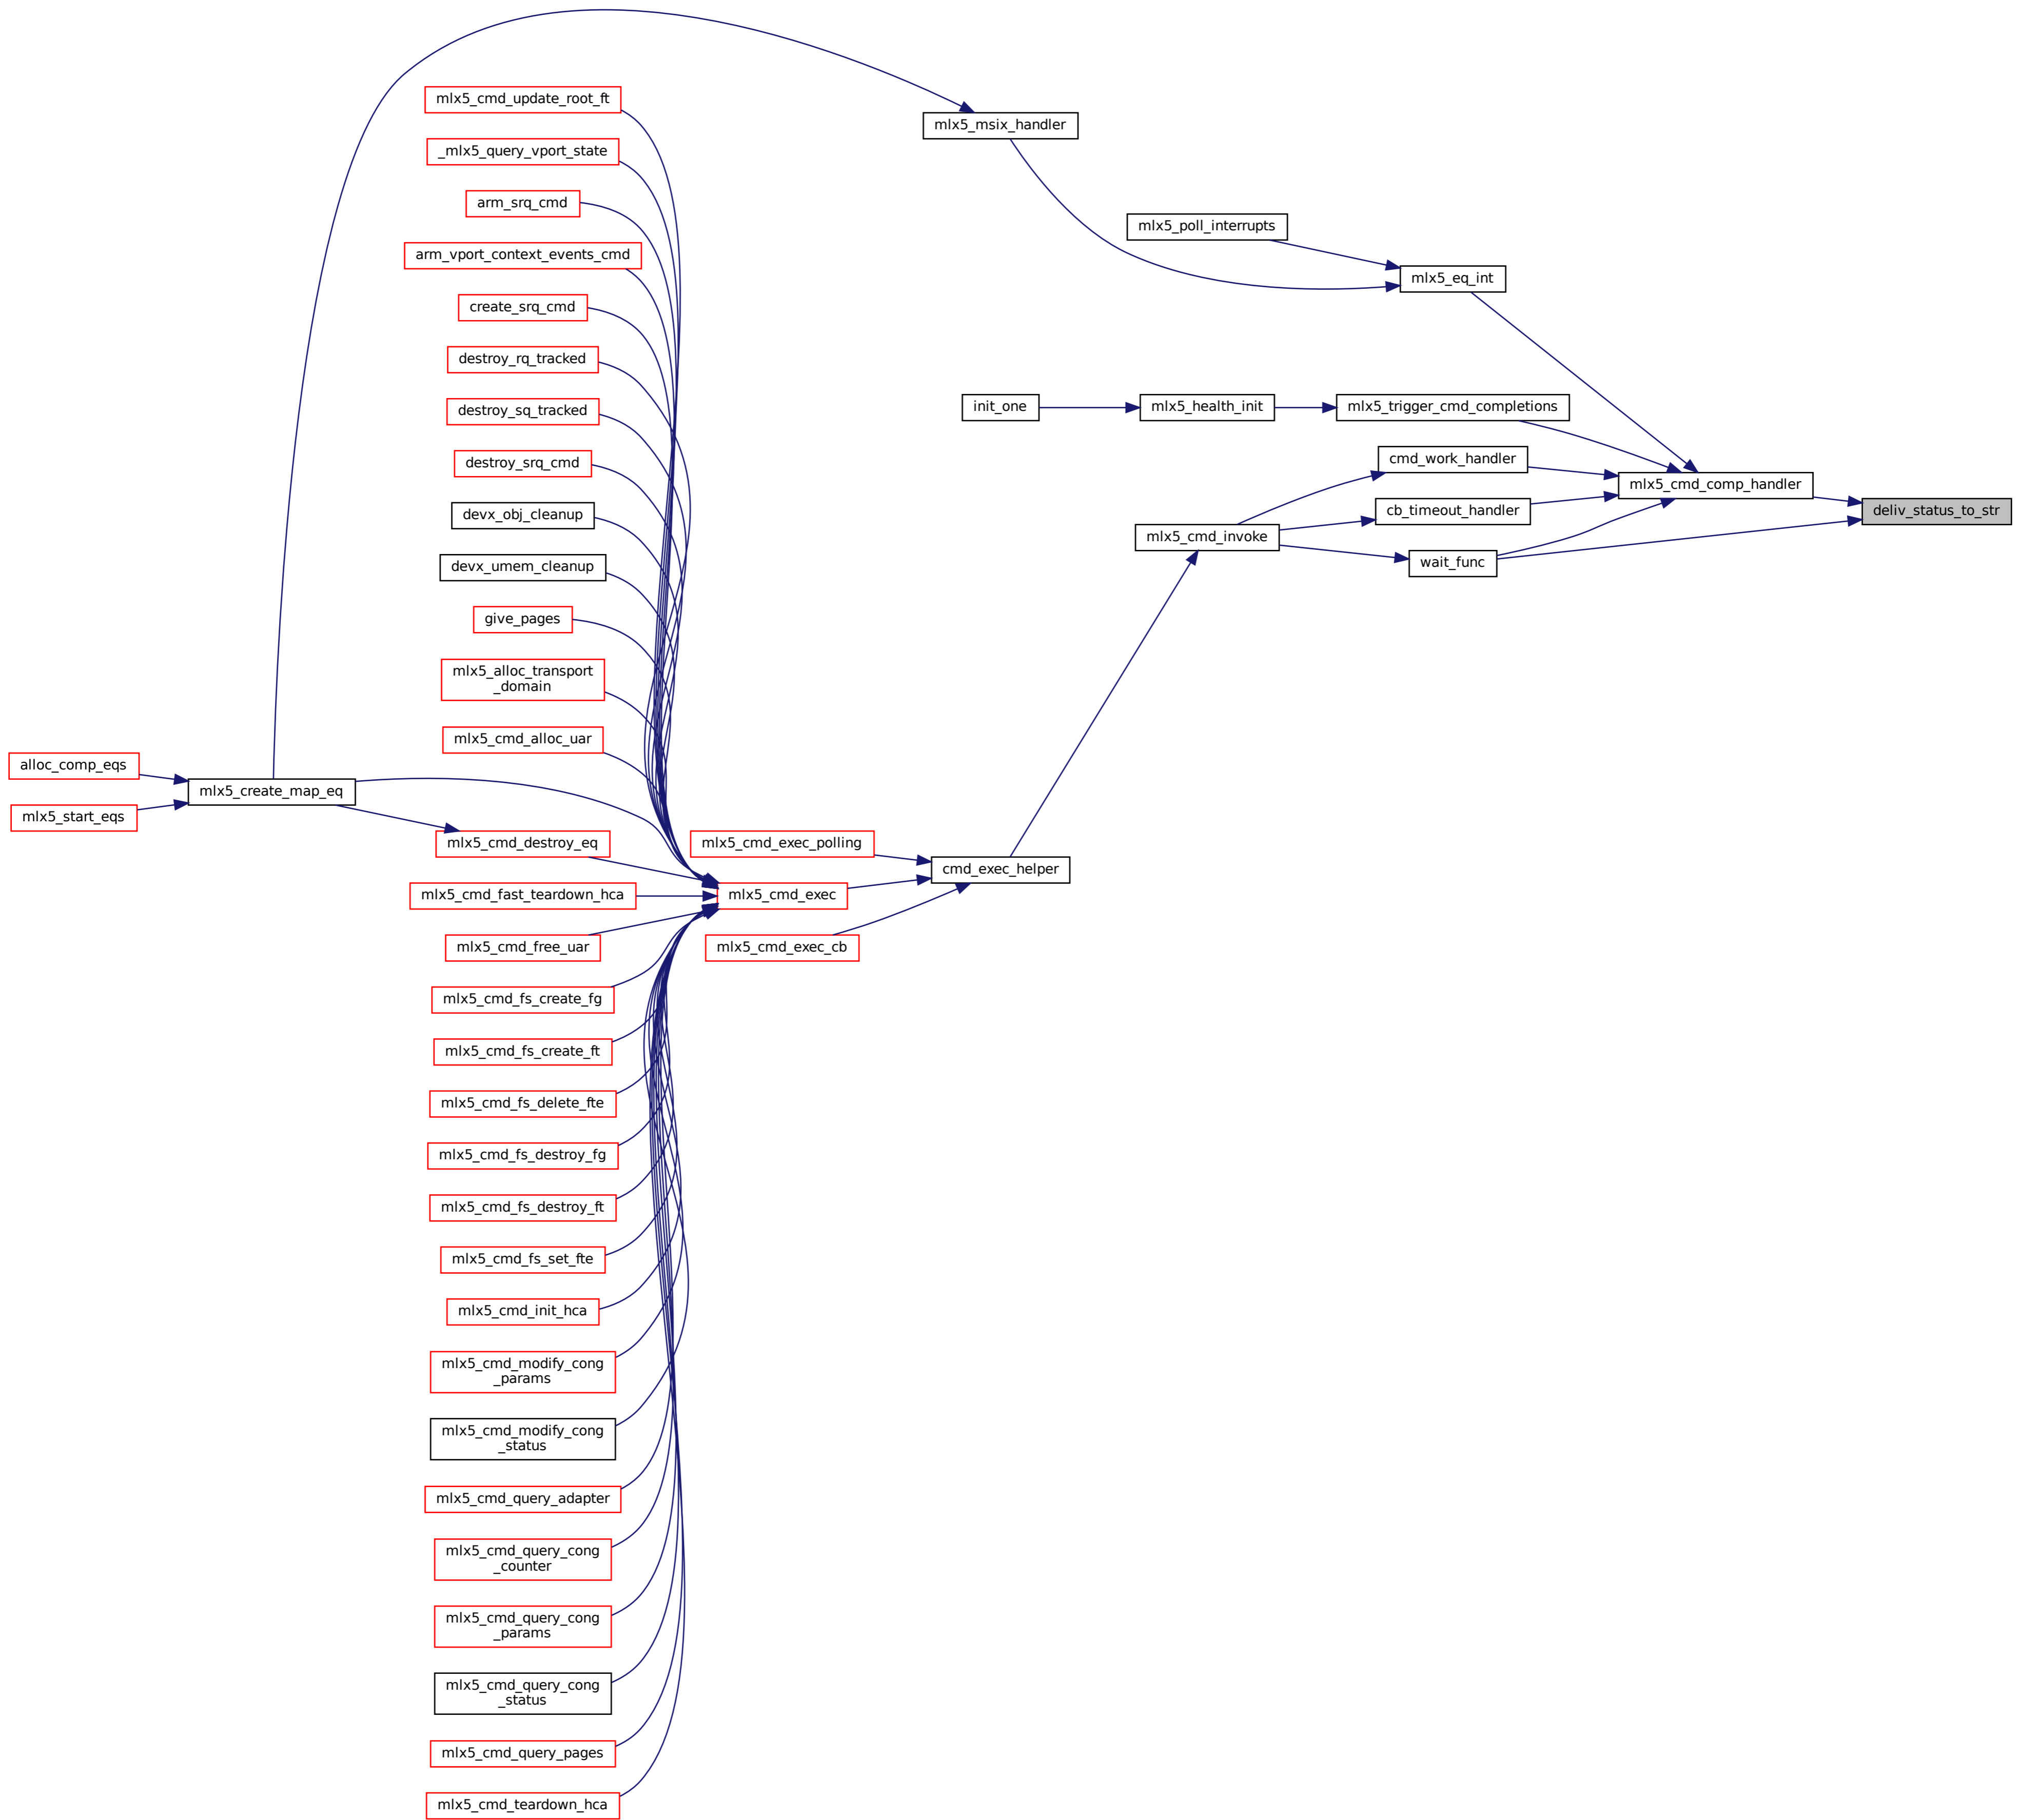 mlx5_cmd_update_root_ft
_mlx5_query_vport_state
arm_srq_cmd
arm_vport_context_events_cmd
create_srq_cmd
destroy_rq_tracked
destroy_sq_tracked
destroy_srq_cmd
devx_obj_cleanup
devx_umem_cleanup
give_pages
mlx5_alloc_transport
_domain
mlx5_cmd_alloc_uar
alloc_comp_eqs
mlx5_start_eqs
mlx5_create_map_eq
mlx5_cmd_destroy_eq
mlx5_cmd_fast_teardown_hca
mlx5_cmd_free_uar
mlx5_cmd_fs_create_fg
mlx5_cmd_fs_create_ft
mlx5_cmd_fs_delete_fte
mlx5_cmd_fs_destroy_fg
mlx5_cmd_fs_destroy_ft
mlx5_cmd_fs_set_fte
mlx5_cmd_init_hca
mlx5_cmd_modify_cong
_params
mlx5_cmd_modify_cong
_status
mlx5_cmd_query_adapter
mlx5_cmd_query_cong
_counter
mlx5_cmd_query_cong
_params
mlx5_cmd_query_cong
_status
mlx5_cmd_query_pages
mlx5_cmd_teardown_hca
mlx5_cmd_exec_polling
mlx5_cmd_exec
mlx5_cmd_exec_cb
cmd_exec_helper
mlx5_msix_handler
mlx5_poll_interrupts
mlx5_eq_int
init_one
mlx5_health_init
mlx5_trigger_cmd_completions
cmd_work_handler
cb_timeout_handler
mlx5_cmd_invoke
wait_func
mlx5_cmd_comp_handler
deliv_status_to_str